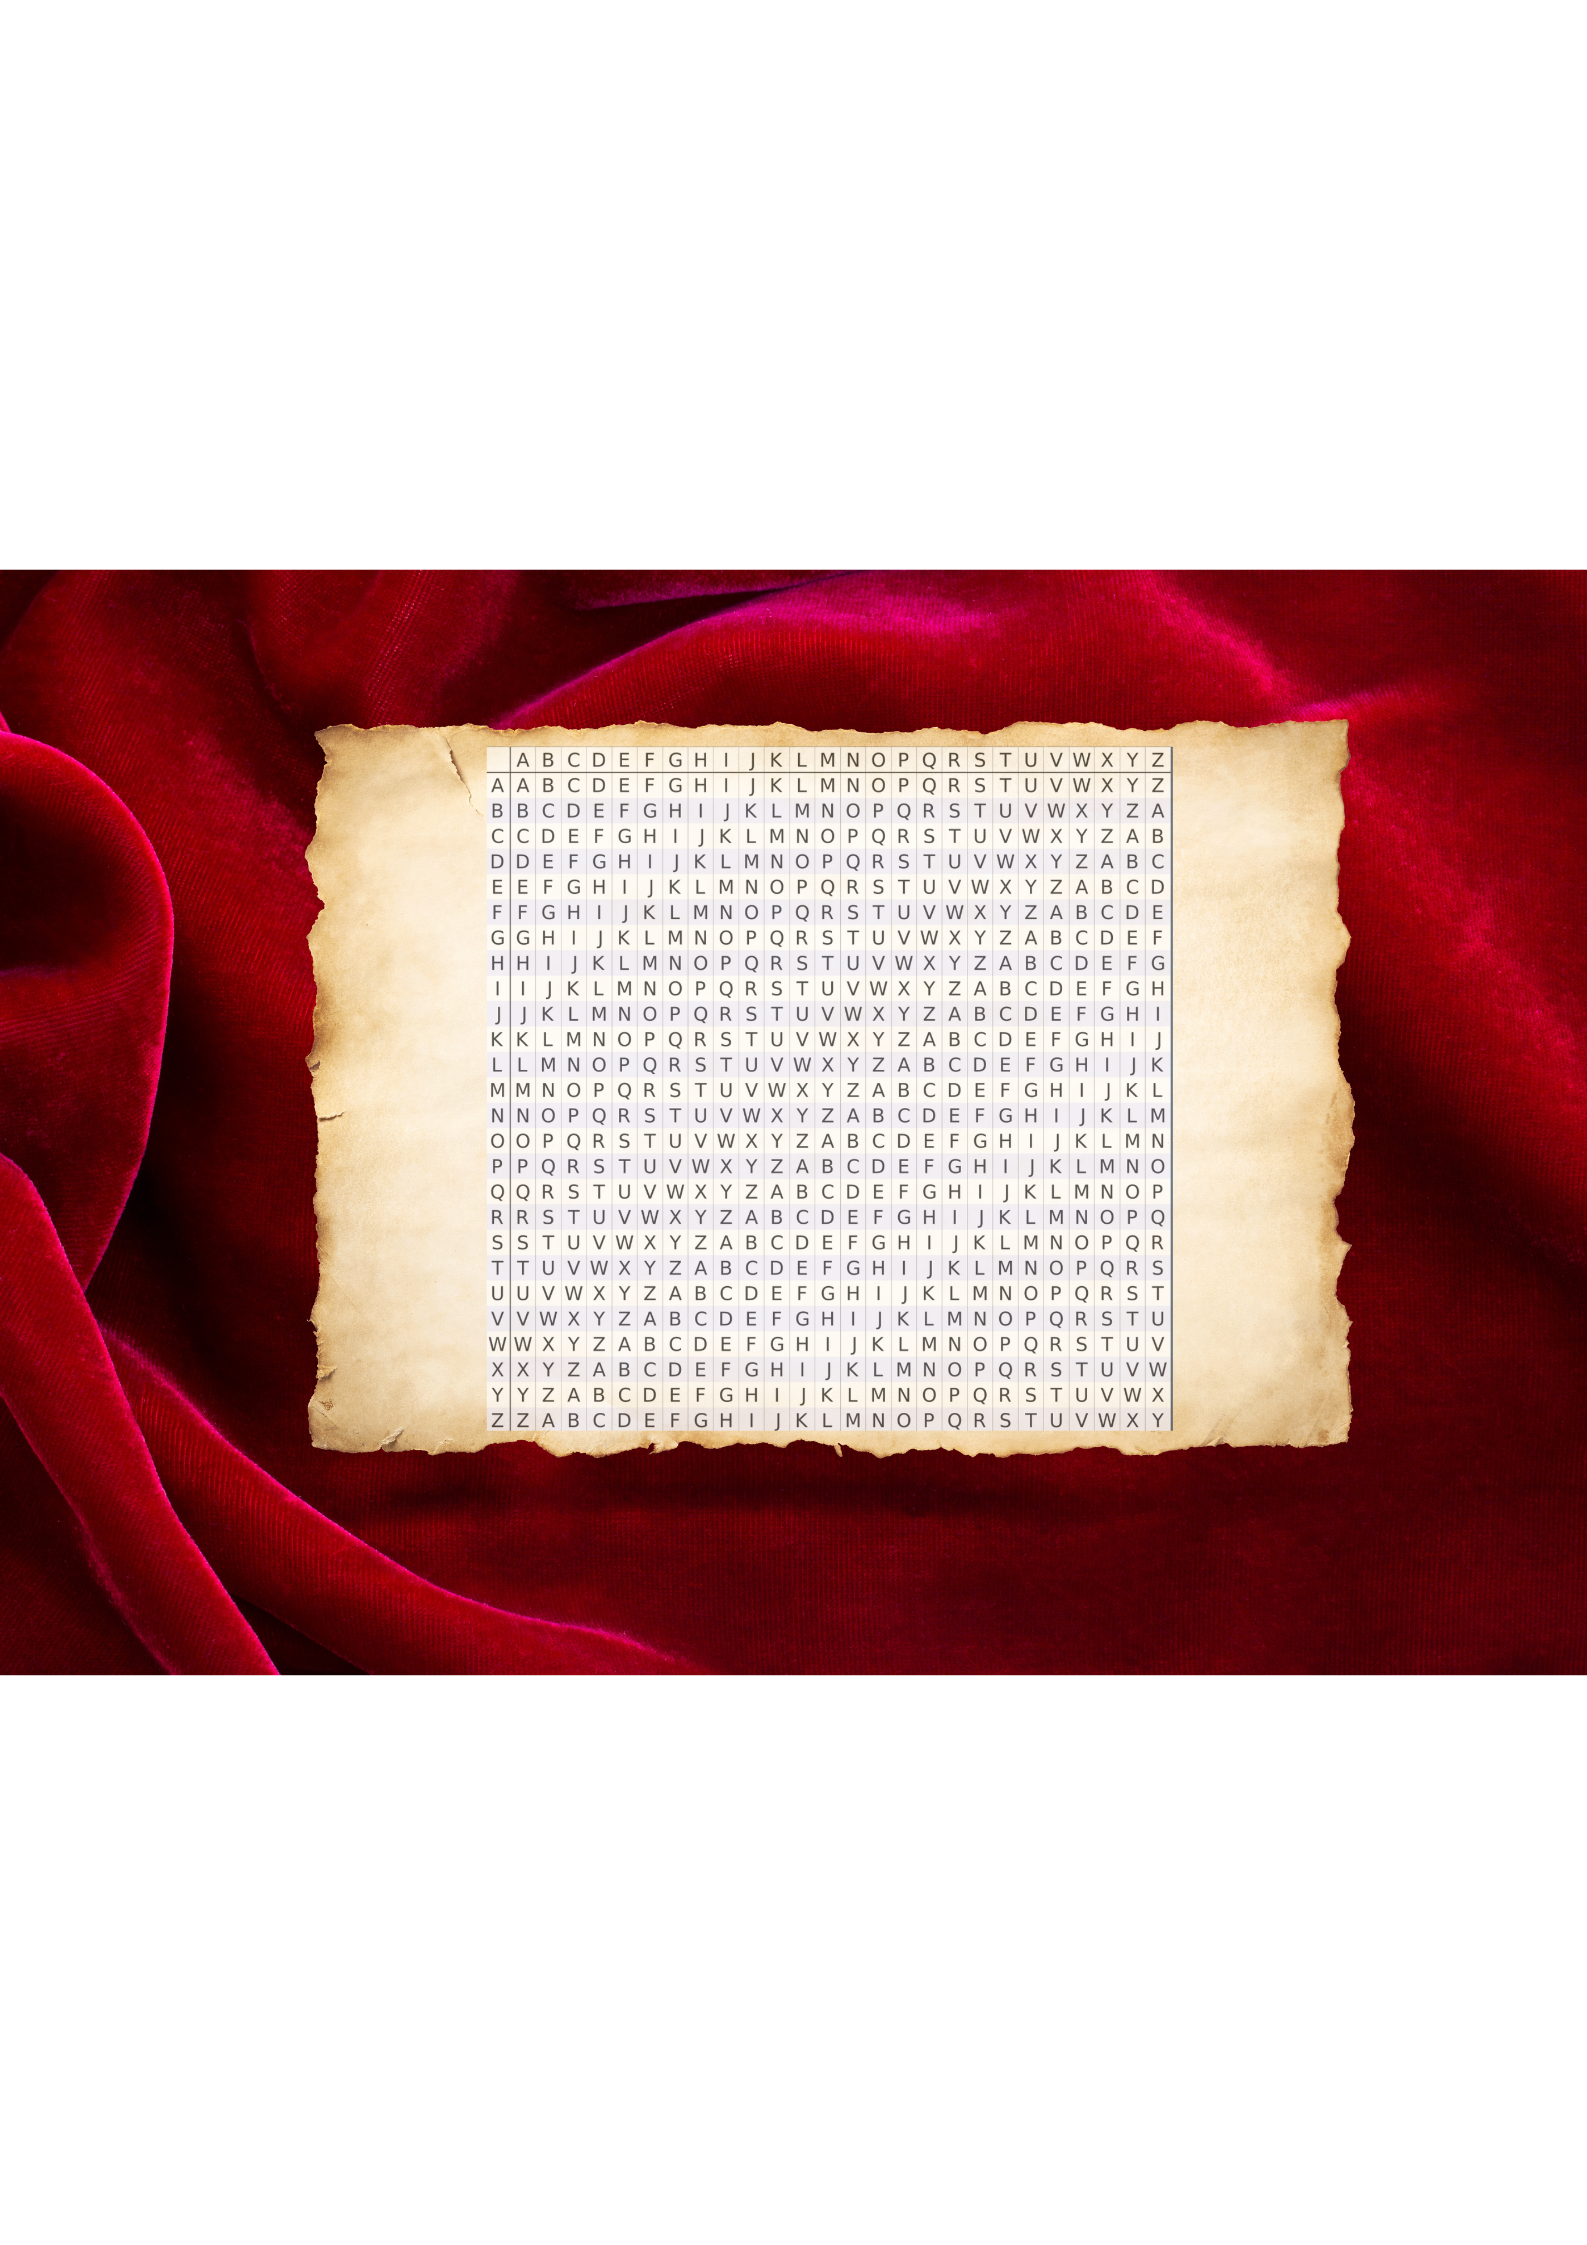 A B C D E F G H I J K L M N O P Q R S T U V W X Y Z
A A B C D E F G H I J K L M N O P Q R S T U V W X Y Z
B B C D E F G H I J K L M N O P Q R S T U V W X Y Z A
C C D E F G H I J K L M N O P Q R S T U V W X Y Z A B
D D E F G H I J K L M N O P Q R S T U V W X Y Z A B C
E E F G H I J K L M N O P Q R S T U V W X Y Z A B C D
F F G H I J K L M N O P Q R S T U V W X Y Z A B C D E
G G H I J K L M N O P Q R S T U V W X Y Z A B C D E F
H H I J K L M N O P Q R S T U V W X Y Z A B C D E F G
I I J K L M N O P Q R S T U V W X Y Z A B C D E F G H
J J K L M N O P Q R S T U V W X Y Z A B C D E F G H I
K K L M N O P Q R S T U V W X Y Z A B C D E F G H I J
L L M N O P Q R S T U V W X Y Z A B C D E F G H I J K
M M N O P Q R S T U V W X Y Z A B C D E F G H I J K L
N N O P Q R S T U V W X Y Z A B C D E F G H I J K L M
O O P Q R S T U V W X Y Z A B C D E F G H I J K L M N
P P Q R S T U V W X Y Z A B C D E F G H I J K L M N O
Q Q R S T U V W X Y Z A B C D E F G H I J K L M N O P
R R S T U V W X Y Z A B C D E F G H I J K L M N O P Q
S S T U V W X Y Z A B C D E F G H I J K L M N O P Q R
T T U V W X Y Z A B C D E F G H I J K L M N O P Q R S
U U V W X Y Z A B C D E F G H I J K L M N O P Q R S T
V V W X Y Z A B C D E F G H I J K L M N O P Q R S T U
W W X Y Z A B C D E F G H I J K L M N O P Q R S T U V
X X Y Z A B C D E F G H I J K L M N O P Q R S T U V W
Y Y Z A B C D E F G H I J K L M N O P Q R S T U V W X
Z Z A B C D E F G H I J K L M N O P Q R S T U V W X Y